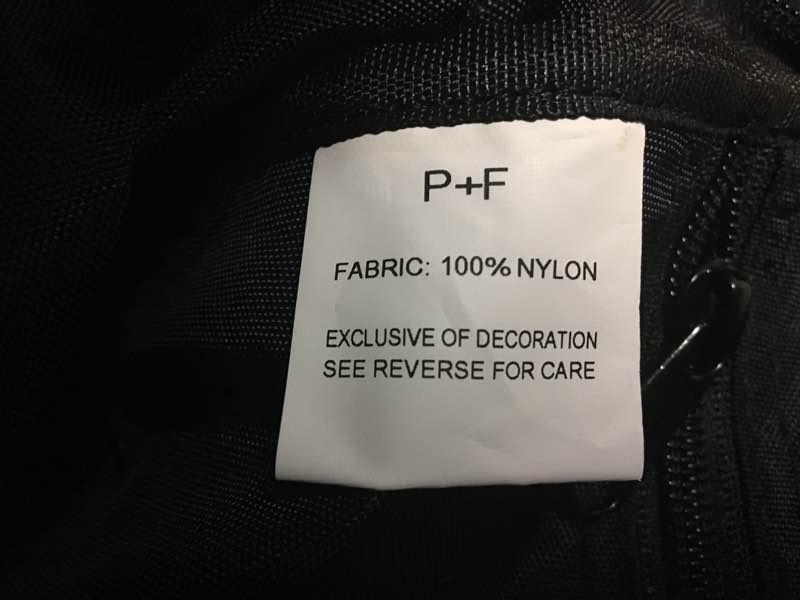 P+F
FABRIC: 100% NYLON
EXCLUSIVE OF DECORATION
SEE REVERSE FOR CARE